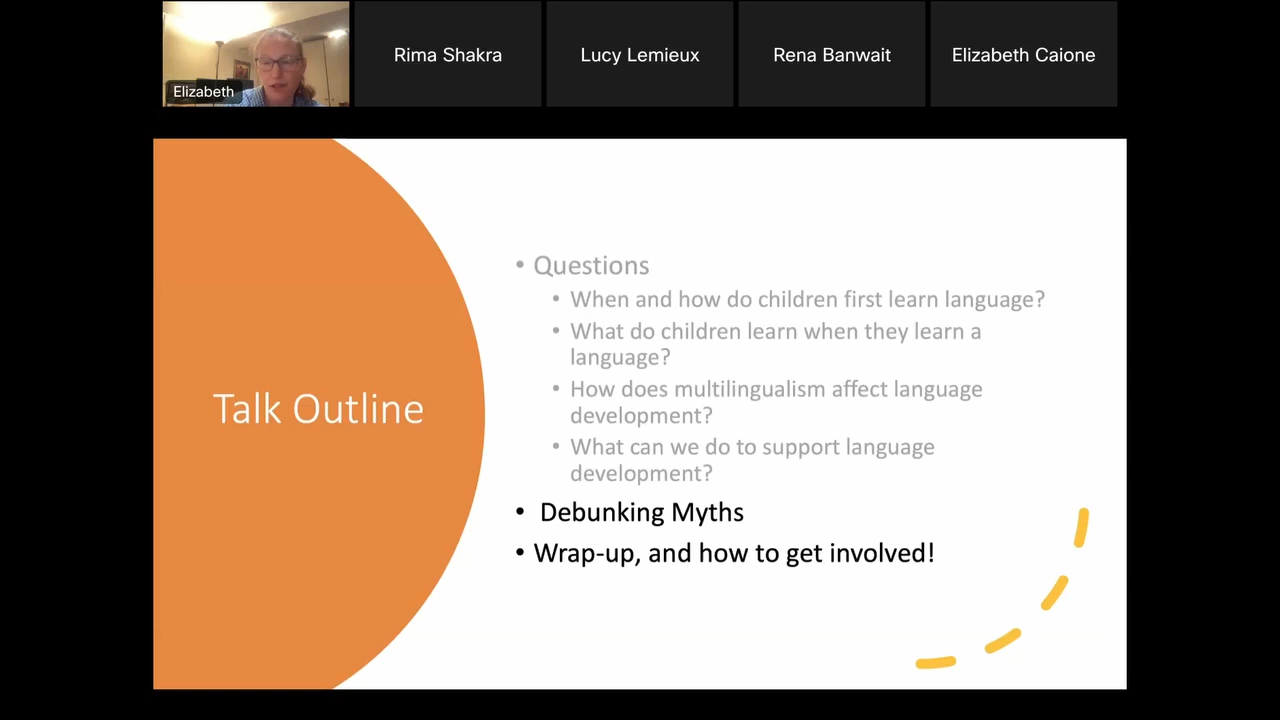 Elizabeth
Rima Shakra
Lucy Lemieux
Rena Banwait
Elizabeth Caione
Talk Outline
• Questions
• When and how do children first learn language?
• What do children learn when they learn a
language?
• How does multilingualism affect language
development?
• What can we do to support language
development?
• Debunking Myths
• Wrap-up, and how to get involved!